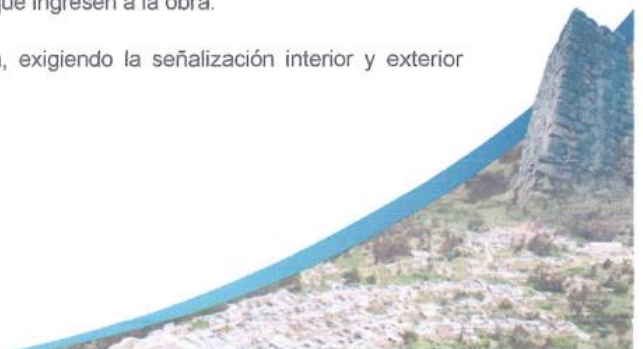 que ingresen a la obra.
, exigiendo la señalización interior y exterior